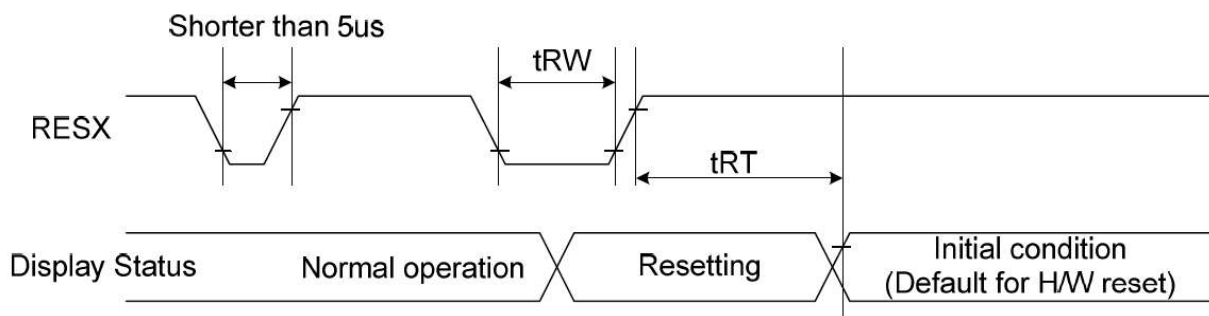 Shorter than 5us
tRW
RESX
tRT
Display Status
Normal operation
Resetting
Initial condition
(Default for H/W reset)